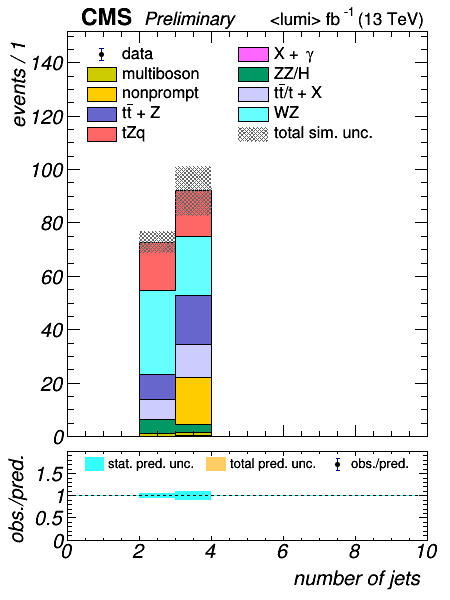 CMS Preliminary <lumi> fb⁻¹ (13 TeV)
events / 1
data
multiboson
nonprompt
tt̄ + Z
tZq
X + γ
ZZ/H
tt̄/t + X
WZ
total sim. unc.
140
120
100
80
60
40
20
0
obs./pred.
stat. pred. unc. total pred. unc. obs./pred.
1.5
1
0.5
0
0 2 4 6 8 10
number of jets